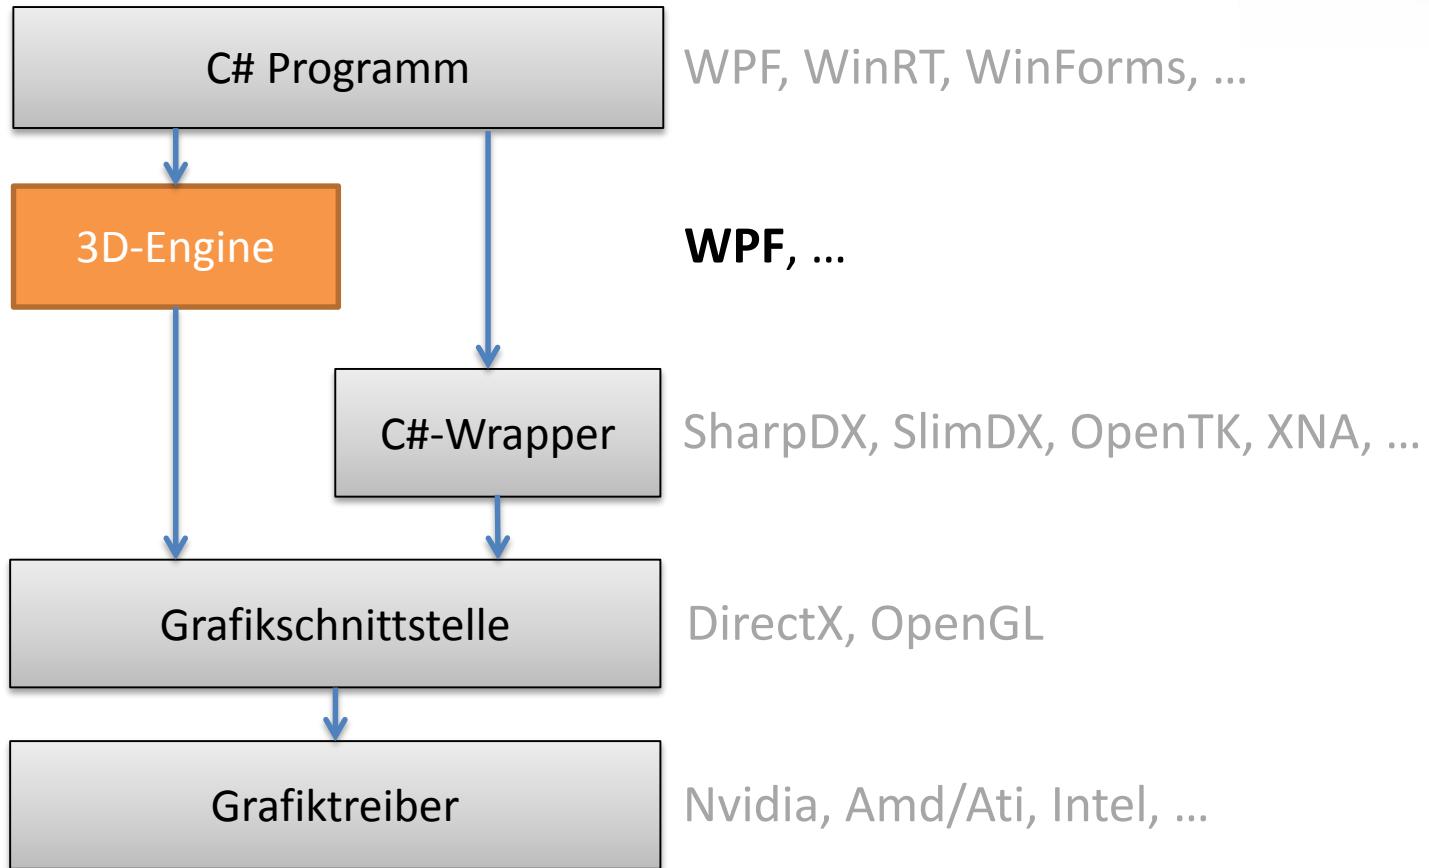 C# Programm
WPF, WinRT, WinForms, …
3D-Engine
WPF, …
C#-Wrapper
SharpDX, SlimDX, OpenTK, XNA, …
Grafikschnittstelle
DirectX, OpenGL
Grafiktreiber
Nvidia, Amd/Ati, Intel, …